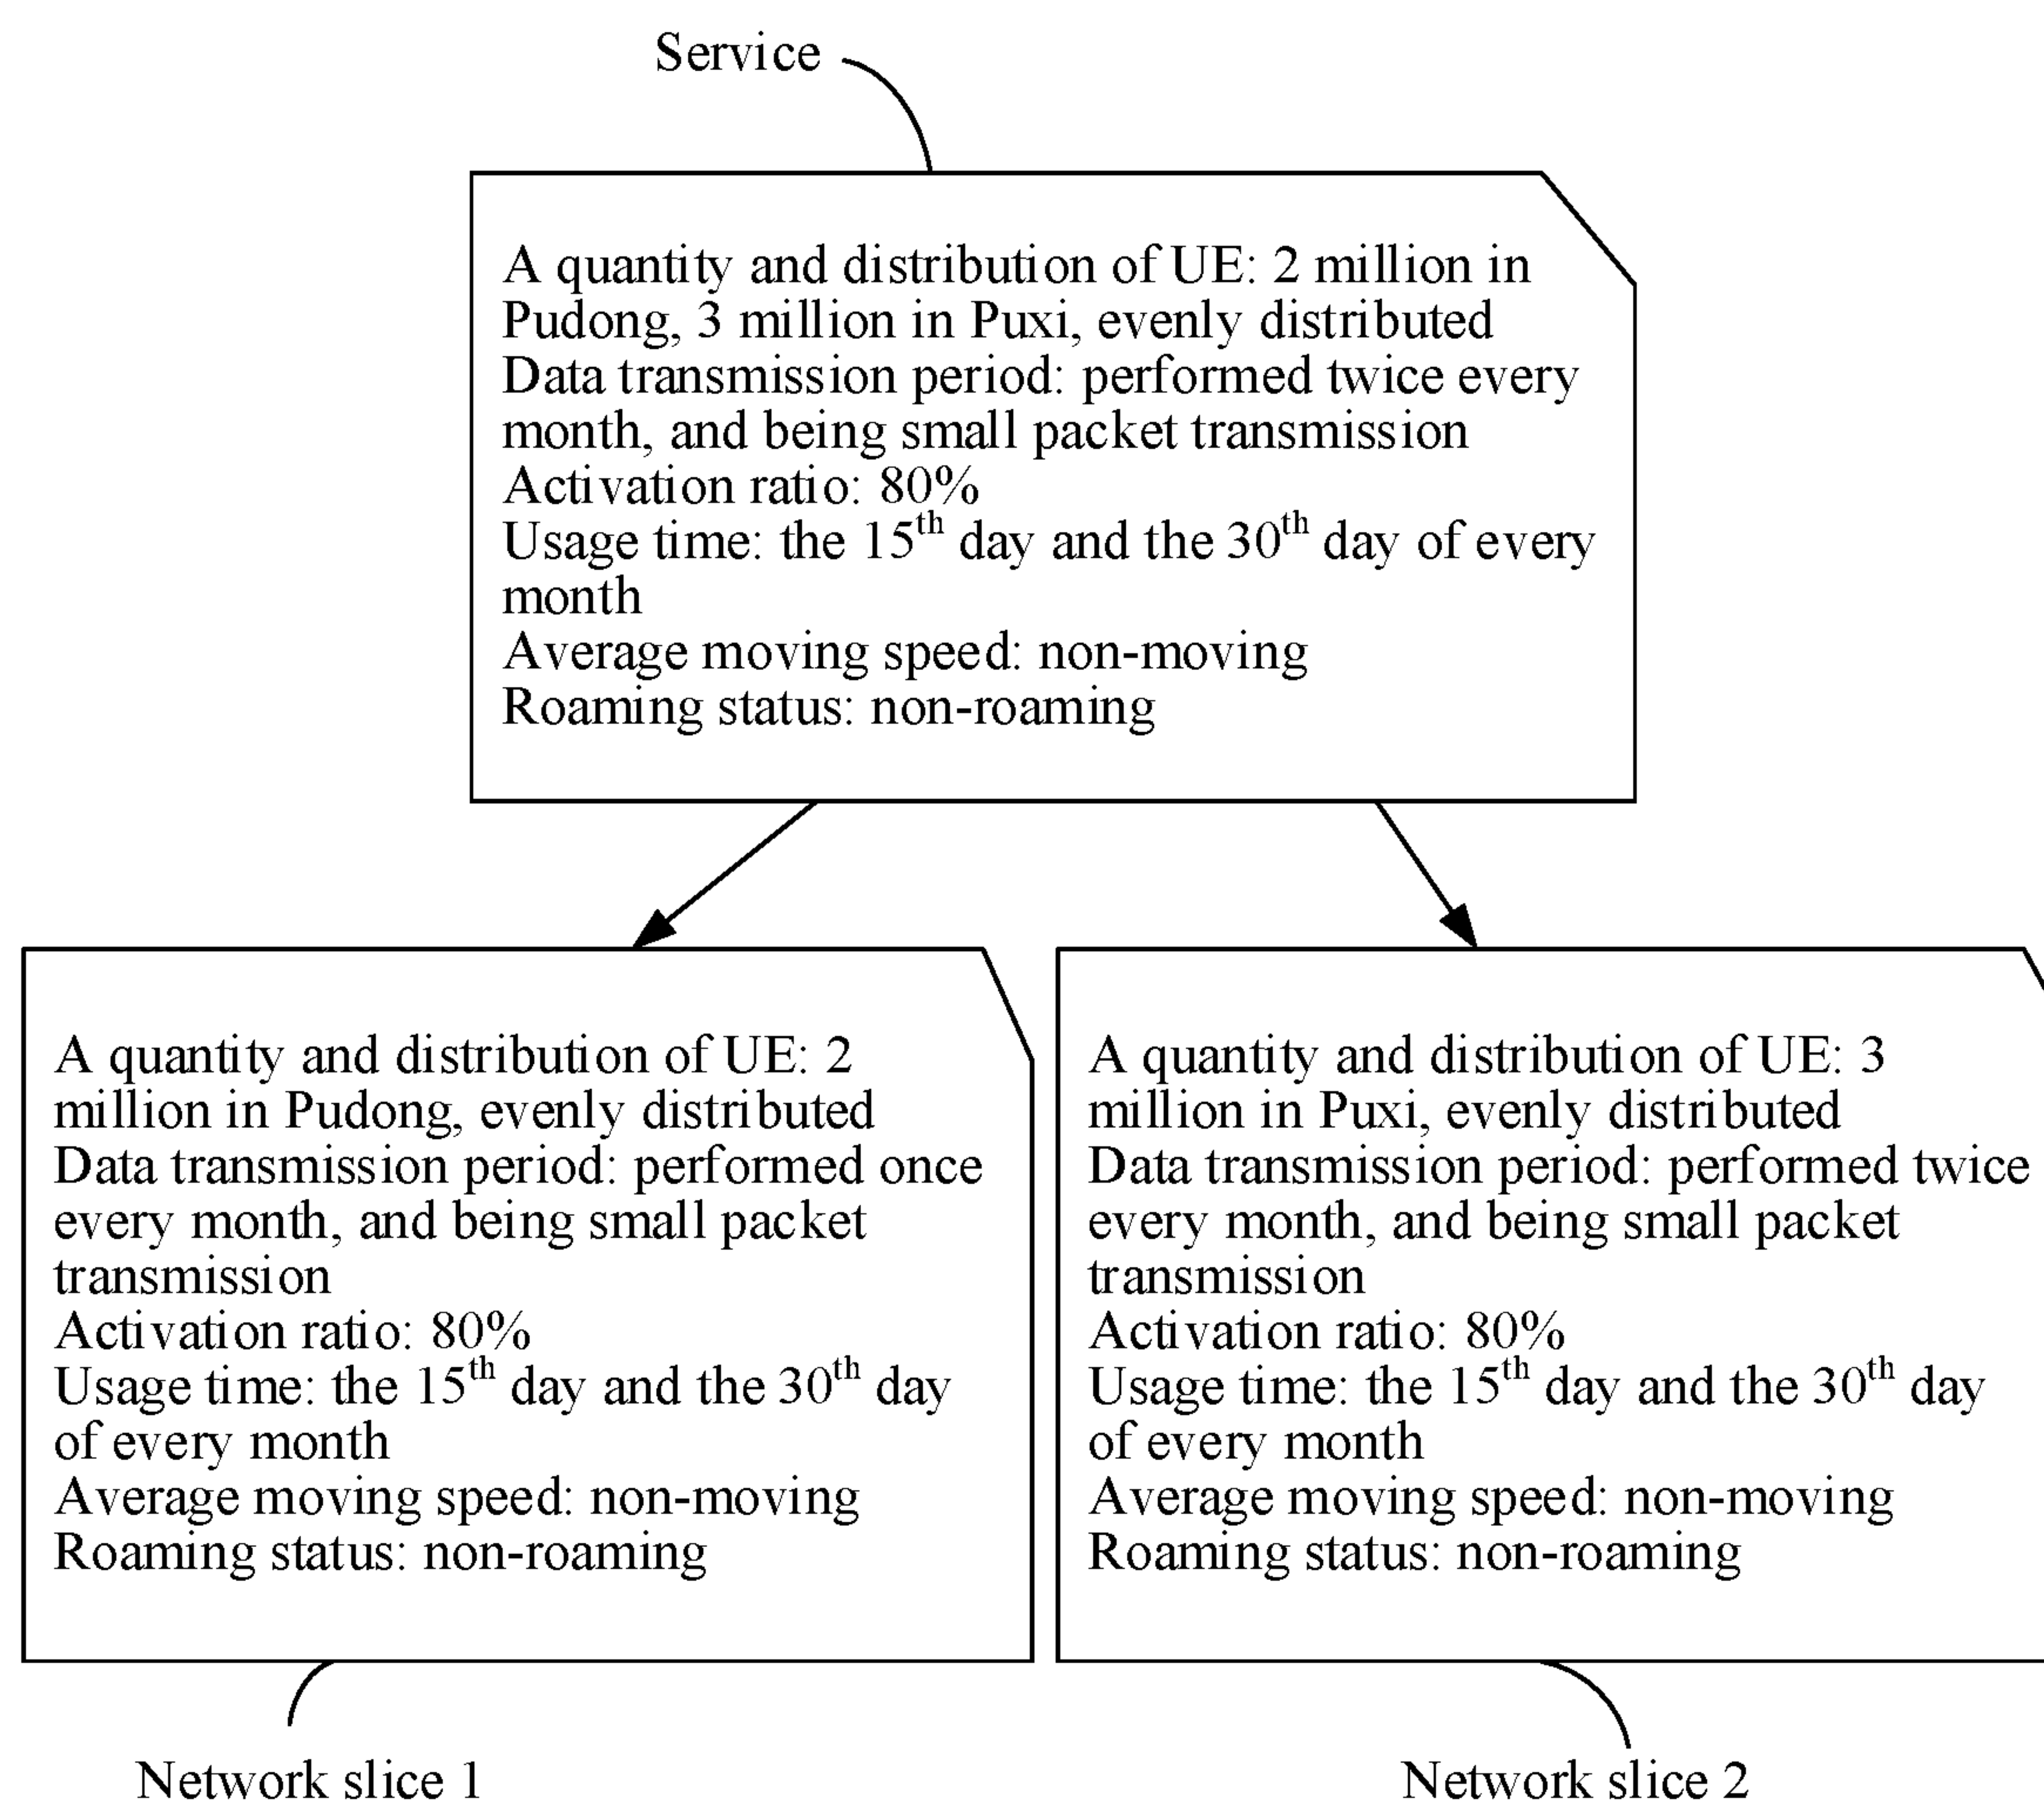 Service
A quantity and distribution of UE: 2 million in
Pudong, 3 million in Puxi, evenly distributed
Data transmission period: performed twice every
month, and being small packet transmission
Activation ratio: 80%
Usage time: the 15th day and the 30th day of every
month
Average moving speed: non-moving
Roaming status: non-roaming
A quantity and distribution of UE: 2
million in Pudong, evenly distributed
Data transmission period: performed once
every month, and being small packet
transmission
Activation ratio: 80%
Usage time: the 15th day and the 30th day
of every month
Average moving speed: non-moving
Roaming status: non-roaming
A quantity and distribution of UE: 3
million in Puxi, evenly distributed
Data transmission period: performed twice
every month, and being small packet
transmission
Activation ratio: 80%
Usage time: the 15th day and the 30th day
of every month
Average moving speed: non-moving
Roaming status: non-roaming
Network slice 1
Network slice 2